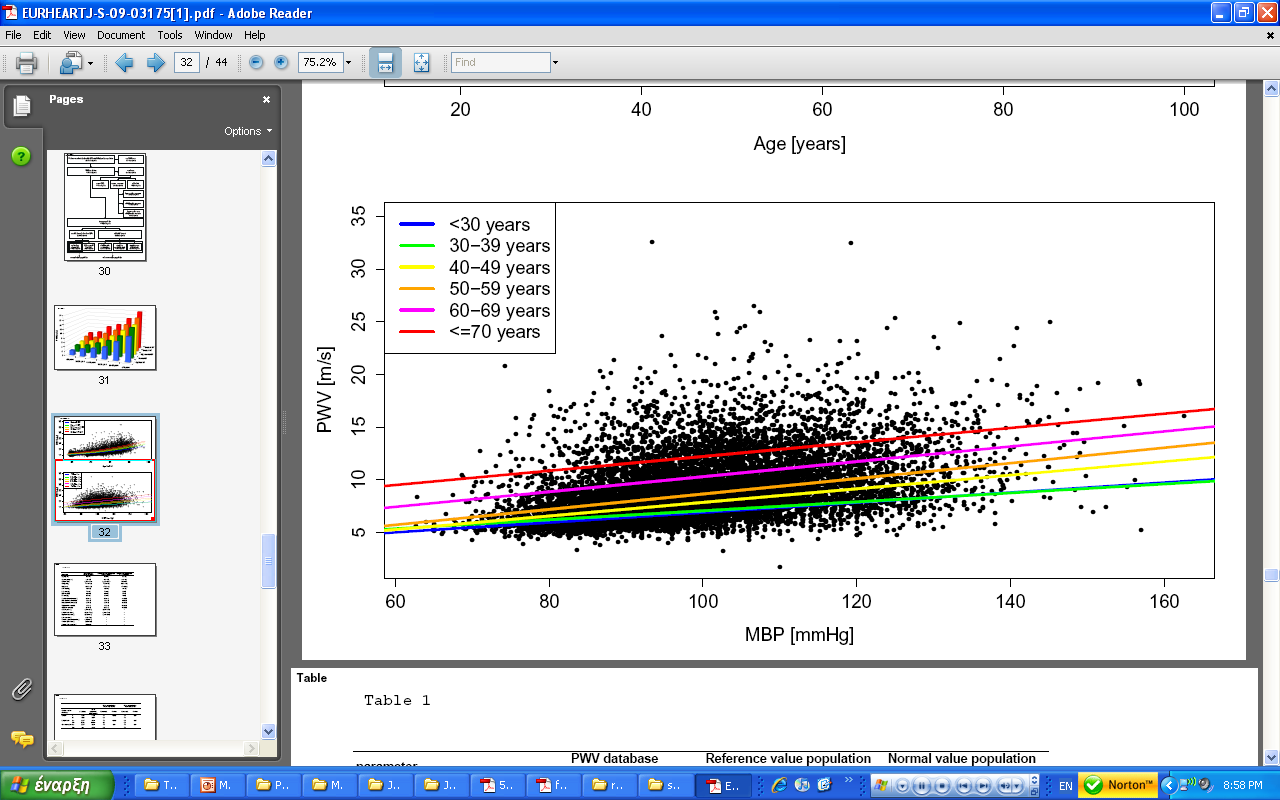 EURHEARTJ-S-09-03175[1].pdf - Adobe Reader
File Edit View Document Tools Window Help
32 / 44 75.2% Find
Pages
Options
30
31
32
33
20 40 60 80 100
Age [years]
35
30
25
20
15
10
5
PWV [m/s]
<30 years
30−39 years
40−49 years
50−59 years
60−69 years
<=70 years
60 80 100 120 140 160
MBP [mmHg]
Table
Table 1
PWV database Reference value population Normal value population
parameter
έναρξη T... M. P... M. J... J... 5... f... r... s... E... EN Norton™ 8:58 PM